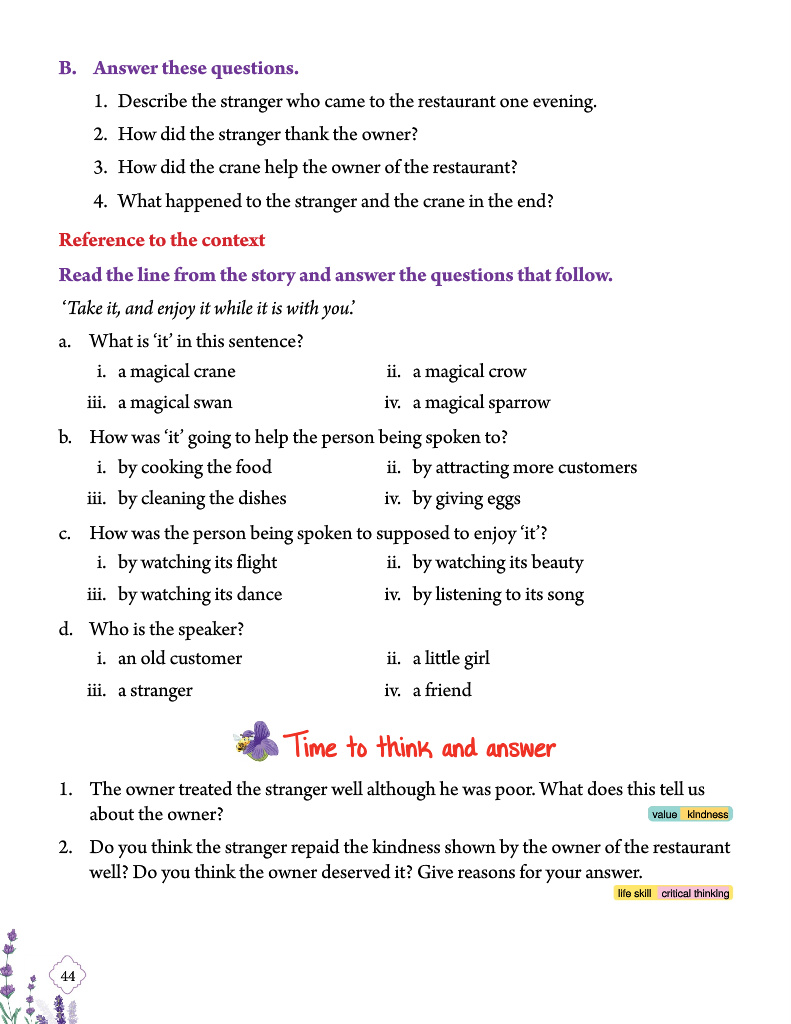 B. Answer these questions.
1. Describe the stranger who came to the restaurant one evening.
2. How did the stranger thank the owner?
3. How did the crane help the owner of the restaurant?
4. What happened to the stranger and the crane in the end?
Reference to the context
Read the line from the story and answer the questions that follow.
‘Take it, and enjoy it while it is with you.’
a. What is ‘it’ in this sentence?
i. a magical crane ii. a magical crow
iii. a magical swan iv. a magical sparrow
b. How was ‘it’ going to help the person being spoken to?
i. by cooking the food ii. by attracting more customers
iii. by cleaning the dishes iv. by giving eggs
c. How was the person being spoken to supposed to enjoy ‘it’?
i. by watching its flight ii. by watching its beauty
iii. by watching its dance iv. by listening to its song
d. Who is the speaker?
i. an old customer ii. a little girl
iii. a stranger iv. a friend
Time to think and answer
1. The owner treated the stranger well although he was poor. What does this tell us
about the owner? value kindness
2. Do you think the stranger repaid the kindness shown by the owner of the restaurant
well? Do you think the owner deserved it? Give reasons for your answer.
life skill critical thinking
44